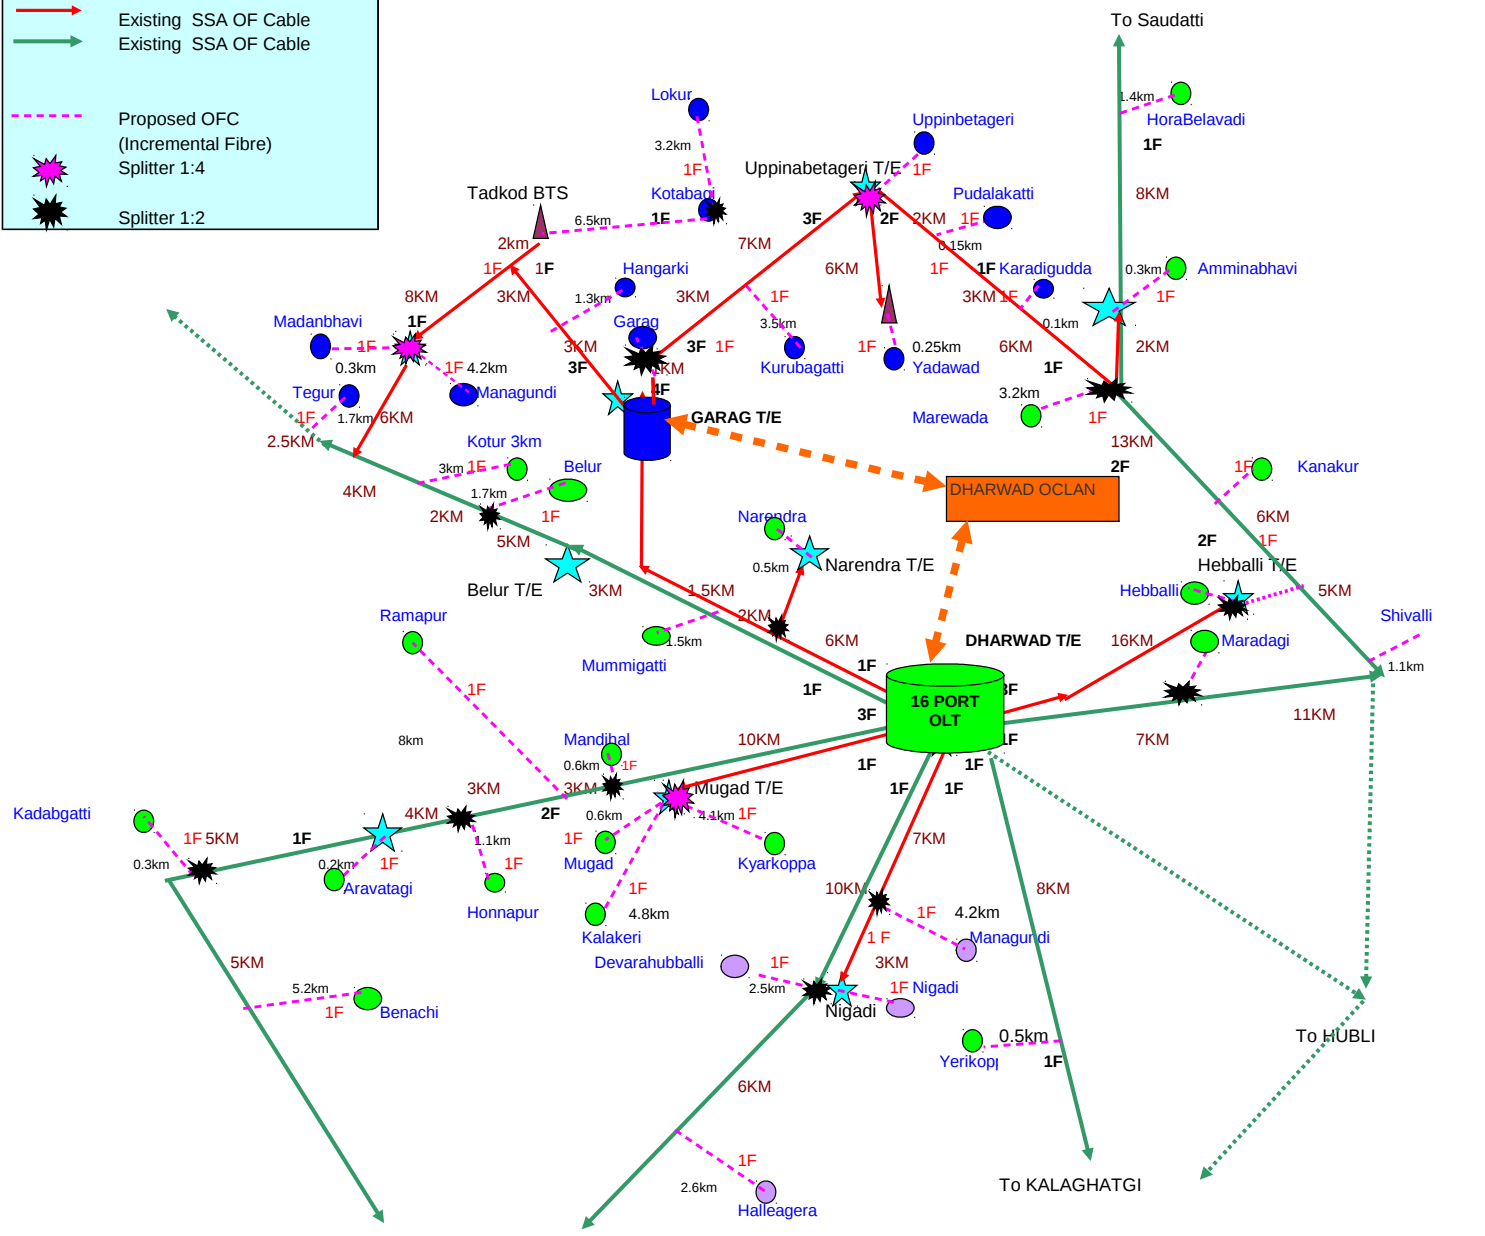 Existing SSA OF Cable
Existing SSA OF Cable
Proposed OFC
(Incremental Fibre)
Splitter 1:4
Splitter 1:2
To Saudatti
1.4km
HoraBelavadi
1F
8KM
Lokur
3.2km
1F
Kotabagi
1F
Uppinbetageri
Uppinabetageri T/E
1F
Pudalakatti
3F
2F
2KM
1F
0.15km
7KM
6KM
1F
1F
Karadigudda
3KM
1F
0.1km
0.3km
Amminabhavi
1F
Tadkod BTS
6.5km
2km
1F
1F
8KM
3KM
1F
Hangarki
1.3km
3KM
1F
Garag
3.5km
Kurubagatti
3F
1F
1F
0.25km
Yadawad
6KM
1F
2KM
Madanbhavi
1F
0.3km
1F
4.2km
Managundi
3KM
3F
1KM
4F
Tegur
1F
1.7km
6KM
2.5KM
GARAG T/E
3.2km
Marewada
1F
13KM
2F
Kotur 3km
3km
1F
Belur
1.7km
1F
4KM
2KM
5KM
DHARWAD OCLAN
1F
Kanakur
6KM
1F
2F
Hebballi T/E
Narendra
0.5km
Narendra T/E
Belur T/E
3KM
1.5KM
2KM
6KM
Hebballi
5KM
Shivalli
1.1km
Ramapur
1F
1.5km
Mummigatti
1F
1F
3F
DHARWAD T/E
16KM
Maradagi
16 PORT
OLT
3F
1F
11KM
7KM
8km
Mandihal
0.6km
1F
10KM
1F
1F
1F
1F
3KM
3KM
2F
Mugad T/E
0.6km
4.1km
1F
1F
Mugad
Kyarkoppa
Kadabgatti
1F
5KM
0.3km
1F
4KM
1.1km
0.2km
1F
Aravatagi
1F
Honnapur
1F
4.8km
Kalakeri
7KM
10KM
8KM
1F
4.2km
Managundi
1 F
3KM
Devarahubballi
1F
2.5km
1F
Nigadi
Nigadi
5KM
5.2km
1F
Benachi
0.5km
Yerikopp
1F
To HUBLI
6KM
1F
2.6km
Halleagera
To KALAGHATGI